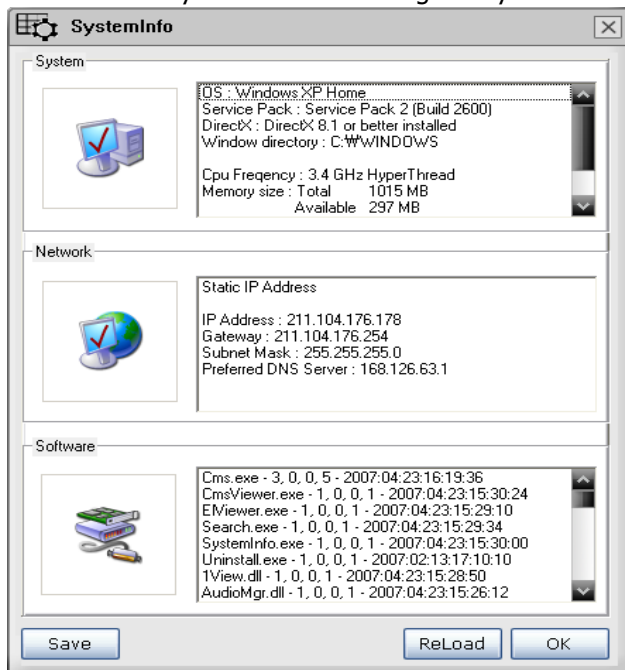 SystemInfo
System
OS : Windows XP Home
Service Pack : Service Pack 2 (Build 2600)
DirectX : DirectX 8.1 or better installed
Window directory : C:₩WINDOWS
Cpu Freqency : 3.4 GHz HyperThread
Memory size : Total 1015 MB
Available 297 MB
Network
Static IP Address
IP Address : 211.104.176.178
Gateway : 211.104.176.254
Subnet Mask : 255.255.255.0
Preferred DNS Server : 168.126.63.1
Software
Cms.exe - 3, 0, 0, 5 - 2007:04:23:16:19:36
CmsViewer.exe - 1, 0, 0, 1 - 2007:04:23:15:30:24
ElViewer.exe - 1, 0, 0, 1 - 2007:04:23:15:29:10
Search.exe - 1, 0, 0, 1 - 2007:04:23:15:29:34
SystemInfo.exe - 1, 0, 0, 1 - 2007:04:23:15:30:00
Uninstall.exe - 1, 0, 0, 1 - 2007:02:13:17:10:10
1View.dll - 1, 0, 0, 1 - 2007:04:23:15:28:50
AudioMgr.dll - 1, 0, 0, 1 - 2007:04:23:15:26:12
Save
ReLoad
OK